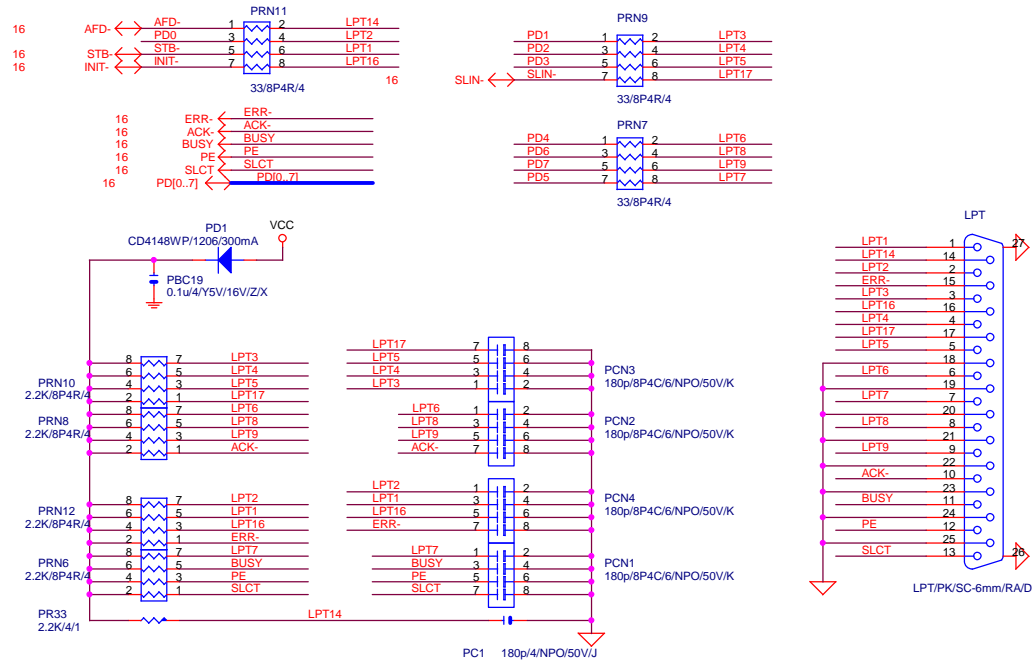 PRN11
16 AFD- AFD- 1 2 LPT14
PD0 3 4 LPT2
16 STB- STB- 5 6 LPT1
16 INIT- INIT- 7 8 LPT16
33/8P4R/4
PRN9
PD1 1 2 LPT3
PD2 3 4 LPT4
PD3 5 6 LPT5
16 SLIN- SLIN- 7 8 LPT17
33/8P4R/4
16 ERR- ERR-
16 ACK- ACK-
16 BUSY BUSY
16 PE PE
16 SLCT SLCT
16 PD[0..7] PD[0..7]
PRN7
PD4 1 2 LPT6
PD6 3 4 LPT8
PD7 5 6 LPT9
PD5 7 8 LPT7
33/8P4R/4
PD1 VCC
CD4148WP/1206/300mA
PBC19
0.1u/4/Y5V/16V/Z/X
8 7 LPT3
6 5 LPT4
4 3 LPT5
2 1 LPT17
PRN10
2.2K/8P4R/4
8 7 LPT6
6 5 LPT8
4 3 LPT9
2 1 ACK-
PRN8
2.2K/8P4R/4
LPT17 7 8
LPT5 5 6
LPT4 3 4
LPT3 1 2
PCN3
180p/8P4C/6/NPO/50V/K
LPT6 1 2
LPT8 3 4
LPT9 5 6
ACK- 7 8
PCN2
180p/8P4C/6/NPO/50V/K
8 7 LPT2
6 5 LPT1
4 3 LPT16
2 1 ERR-
PRN12
2.2K/8P4R/4
8 7 LPT7
6 5 BUSY
4 3 PE
2 1 SLCT
PRN6
2.2K/8P4R/4
LPT2 1 2
LPT1 3 4
LPT16 5 6
ERR- 7 8
PCN4
180p/8P4C/6/NPO/50V/K
LPT7 1 2
BUSY 3 4
PE 5 6
SLCT 7 8
PCN1
180p/8P4C/6/NPO/50V/K
PR33
2.2K/4/1
LPT14
PC1 180p/4/NPO/50V/J
LPT
LPT1 1 27
LPT14 14
LPT2 2
ERR- 15
LPT3 3
LPT16 16
LPT4 4
LPT17 17
LPT5 5
18
LPT6 6
19
LPT7 7
20
LPT8 8
21
LPT9 9
22
ACK- 10
23
BUSY 11
24
PE 12
25
SLCT 13 26
LPT/PK/SC-6mm/RA/D